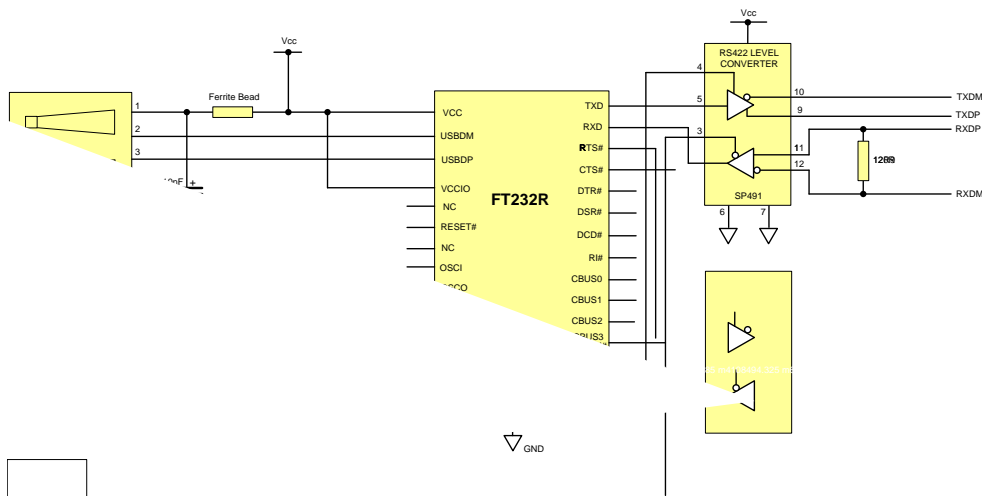 Vcc
RS422 LEVEL
CONVERTER
Vcc
4
10
TXDM
5
9
TXDP
3
RXDP
11
12
SP491
6
7
RXDM
Ferrite Bead
1
2
3
FT232R
VCC
USBDM
USBDP
VCCIO
NC
RESET#
NC
OSCI
TXD
RXD
RTS#
CTS#
DTR#
DSR#
DCD#
RI#
CBUS0
CBUS1
CBUS2
CBUS3
GND